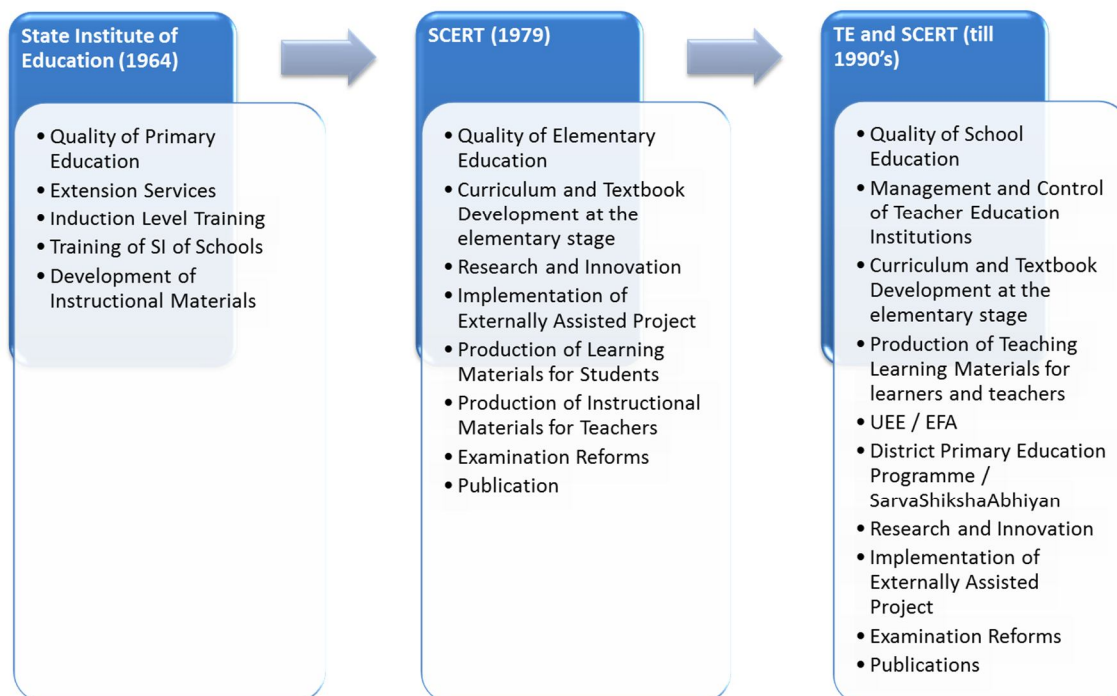 State Institute of
Education (1964)
• Quality of Primary
Education
• Extension Services
• Induction Level Training
• Training of SI of Schools
• Development of
Instructional Materials
SCERT (1979)
• Quality of Elementary
Education
• Curriculum and Textbook
Development at the
elementary stage
• Research and Innovation
• Implementation of
Externally Assisted Project
• Production of Learning
Materials for Students
• Production of Instructional
Materials for Teachers
• Examination Reforms
• Publication
TE and SCERT (till
1990's)
• Quality of School
Education
• Management and Control
of Teacher Education
Institutions
• Curriculum and Textbook
Development at the
elementary stage
• Production of Teaching
Learning Materials for
learners and teachers
• UEE / EFA
• District Primary Education
Programme /
SarvaShikshaAbhiyan
• Research and Innovation
• Implementation of
Externally Assisted
Project
• Examination Reforms
• Publications